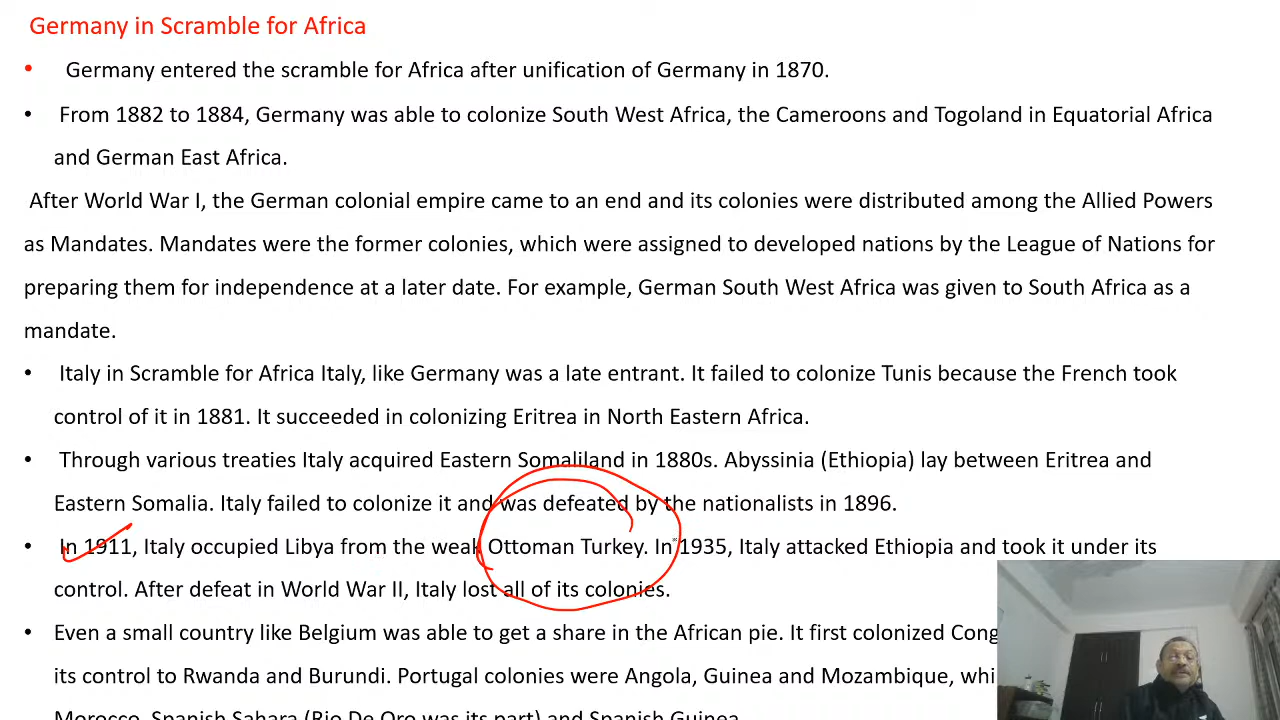 Germany in Scramble for Africa
• Germany entered the scramble for Africa after unification of Germany in 1870.
• From 1882 to 1884, Germany was able to colonize South West Africa, the Cameroons and Togoland in Equatorial Africa
and German East Africa.
After World War I, the German colonial empire came to an end and its colonies were distributed among the Allied Powers
as Mandates. Mandates were the former colonies, which were assigned to developed nations by the League of Nations for
preparing them for independence at a later date. For example, German South West Africa was given to South Africa as a
mandate.
• Italy in Scramble for Africa Italy, like Germany was a late entrant. It failed to colonize Tunis because the French took
control of it in 1881. It succeeded in colonizing Eritrea in North Eastern Africa.
• Through various treaties Italy acquired Eastern Somaliland in 1880s. Abyssinia (Ethiopia) lay between Eritrea and
Eastern Somalia. Italy failed to colonize it and was defeated by the nationalists in 1896.
• In 1911, Italy occupied Libya from the weak Ottoman Turkey. In 1935, Italy attacked Ethiopia and took it under its
control. After defeat in World War II, Italy lost all of its colonies.
• Even a small country like Belgium was able to get a share in the African pie. It first colonized Cong
its control to Rwanda and Burundi. Portugal colonies were Angola, Guinea and Mozambique, whi
Morocco, Spanish Sahara (Rio De Oro was its part) and Spanish Guinea